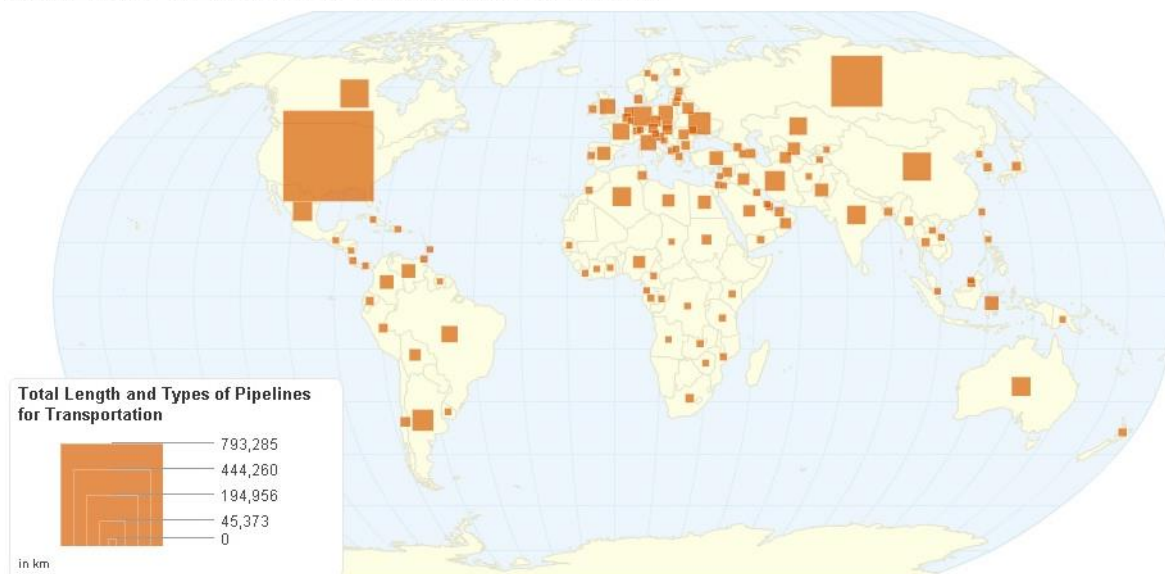 Total Length and Types of Pipelines
for Transportation
793,285
444,260
194,956
45,373
0
in km